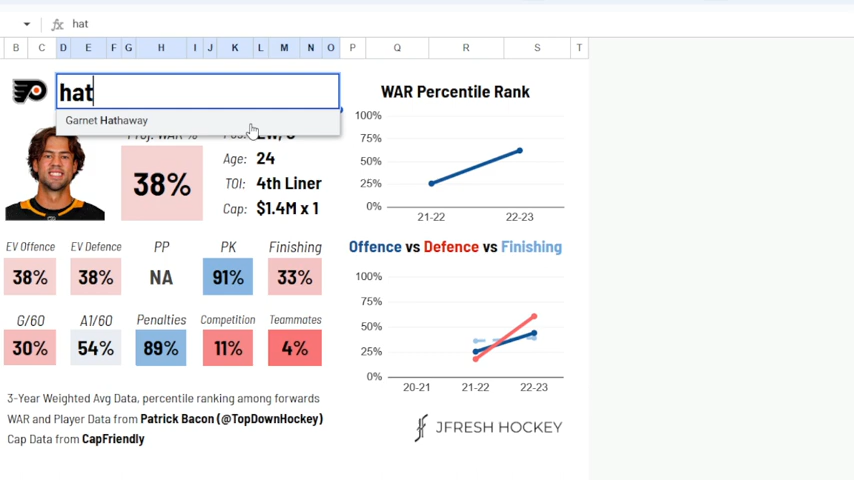 fx hat
B C D E F G H I J K L M N O P Q R S T
hat
WAR Percentile Rank
Garnet Hathaway
Age: 24
38%
TOI: 4th Liner
Cap: $1.4M x 1
100%
75%
50%
25%
0%
21-22 22-23
EV Offence EV Defence PP PK Finishing
38% 38% NA 91% 33%
G/60 A1/60 Penalties Competition Teammates
30% 54% 89% 11% 4%
Offence vs Defence vs Finishing
100%
75%
50%
25%
0%
20-21 21-22 22-23
3-Year Weighted Avg Data, percentile ranking among forwards
WAR and Player Data from Patrick Bacon (@TopDownHockey)
Cap Data from CapFriendly
JFRESH HOCKEY